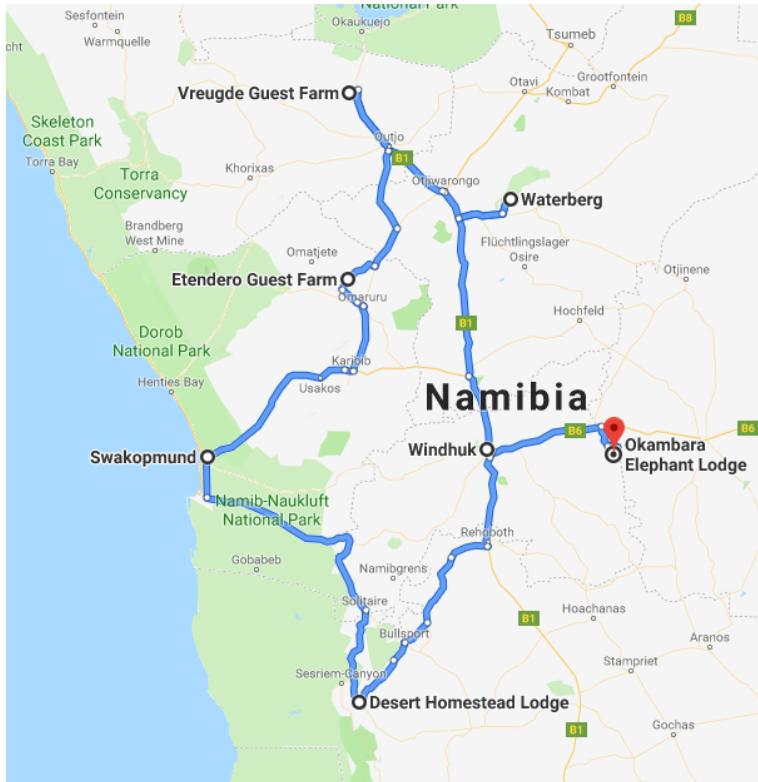 National Park
Sesfontein
Okaukuejo
B8
Warmquelle
Tsumeb
cht
Vreugde Guest Farm
Otavi
Grootfontein
Kombat
Skeleton
Coast Park
Outjo
Torra Bay
B1
Khorixas
Torra
Conservancy
Otjiwarongo
Waterberg
Brandberg
West Mine
Omatjete
Flüchtlingslager
Osire
Etendero Guest Farm
Otjinene
Omaruru
Hochfeld
Dorob
National Park
B1
Karibib
Henties Bay
Usakos
Namibia
B6
B6
Swakopmund
Windhuk
Okambara
Elephant Lodge
Namib-Naukluft
National Park
Rehoboth
Gobabeb
Namibgrens
Solitaire
Hoachanas
B1
Bullsport
Aranos
Sesriem-Canyon
Stampriet
Desert Homestead Lodge
B1
Gochas